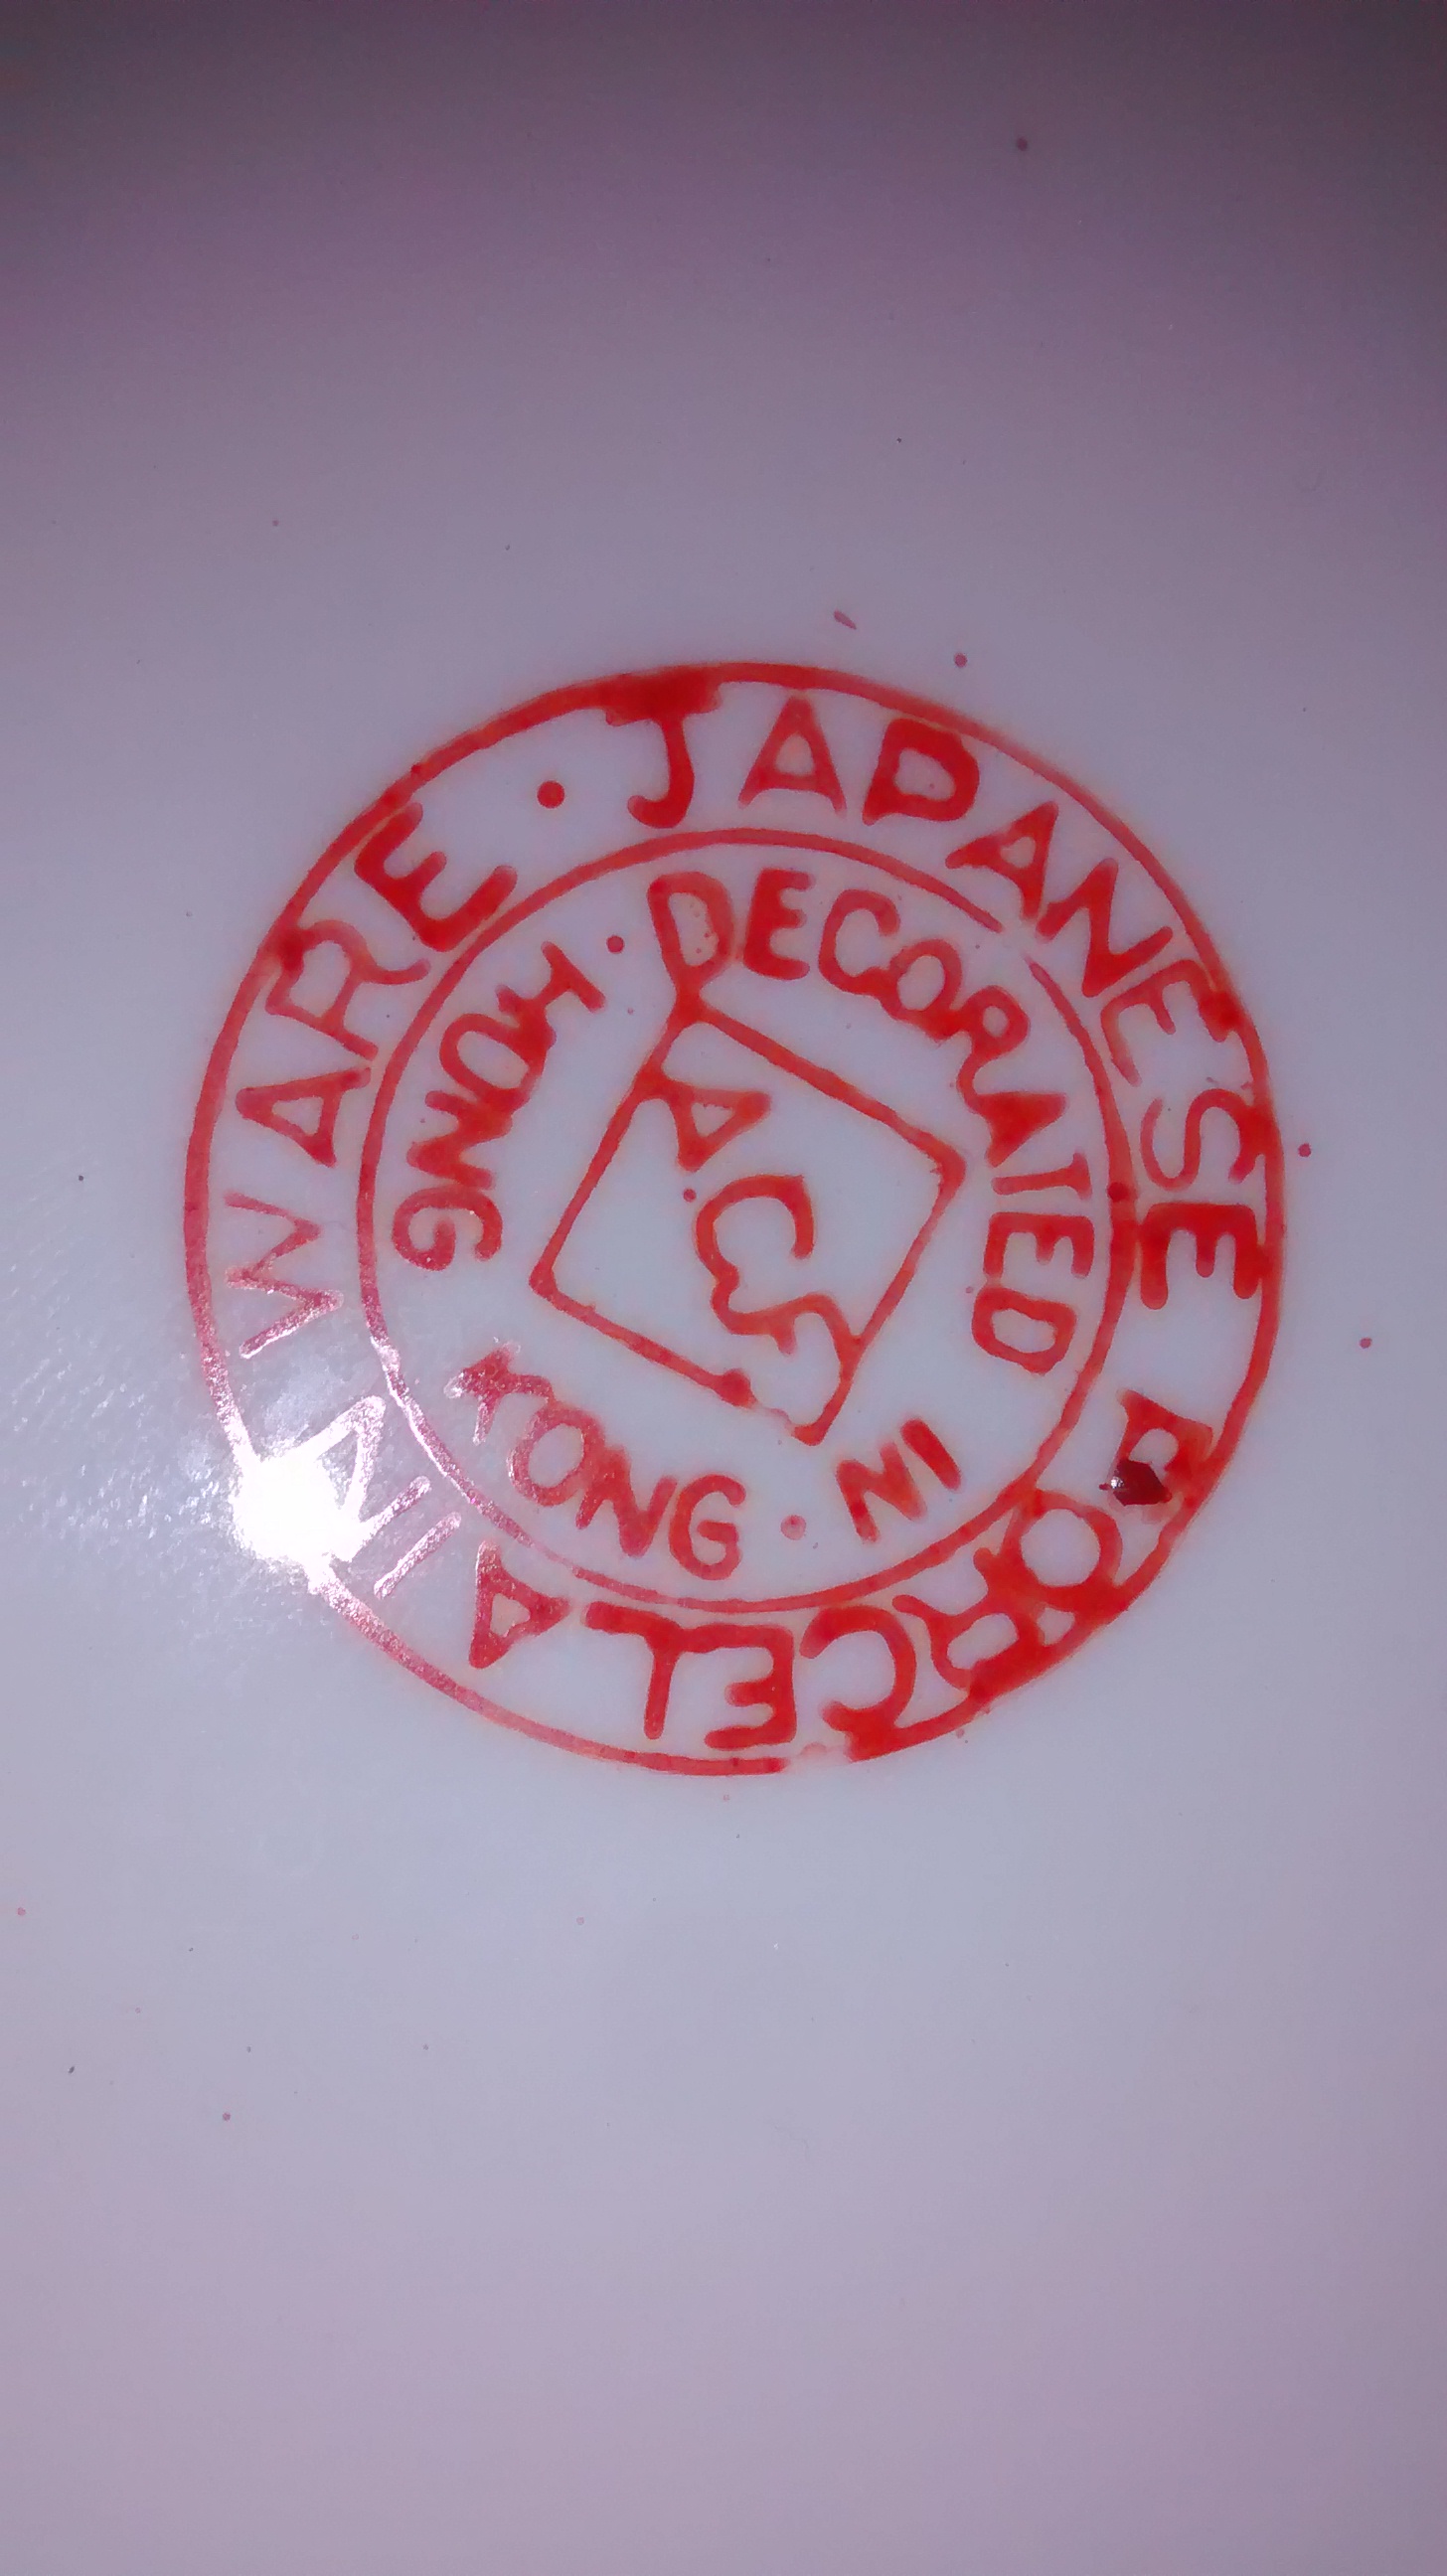 JAPANESE PORCELAIN WARE ·
DECORATED IN · HONG KONG ·
A.C.F.